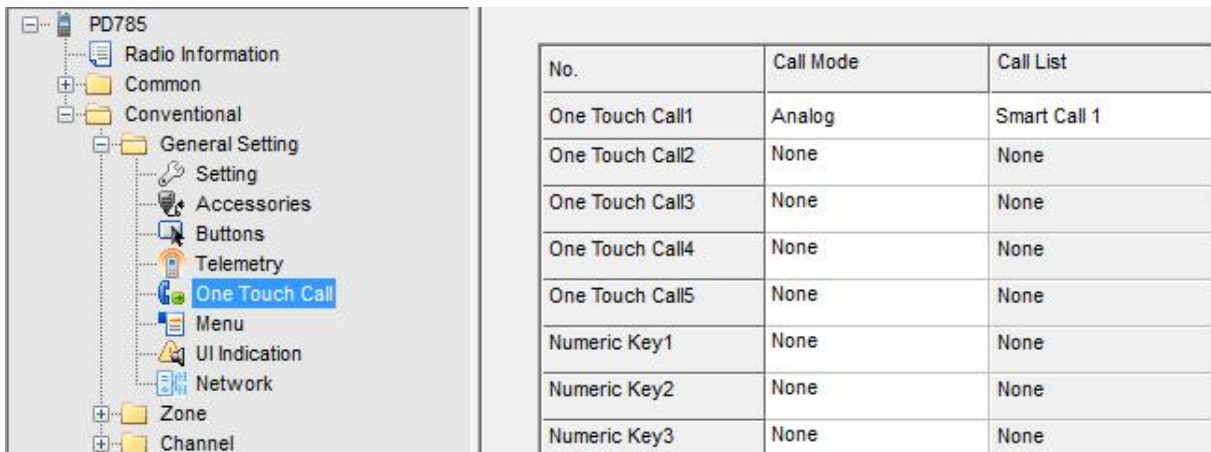 PD785
Radio Information
Common
Conventional
General Setting
Setting
Accessories
Buttons
Telemetry
One Touch Call
Menu
UI Indication
Network
Zone
Channel
No. Call Mode Call List
One Touch Call1 Analog Smart Call 1
One Touch Call2 None None
One Touch Call3 None None
One Touch Call4 None None
One Touch Call5 None None
Numeric Key1 None None
Numeric Key2 None None
Numeric Key3 None None